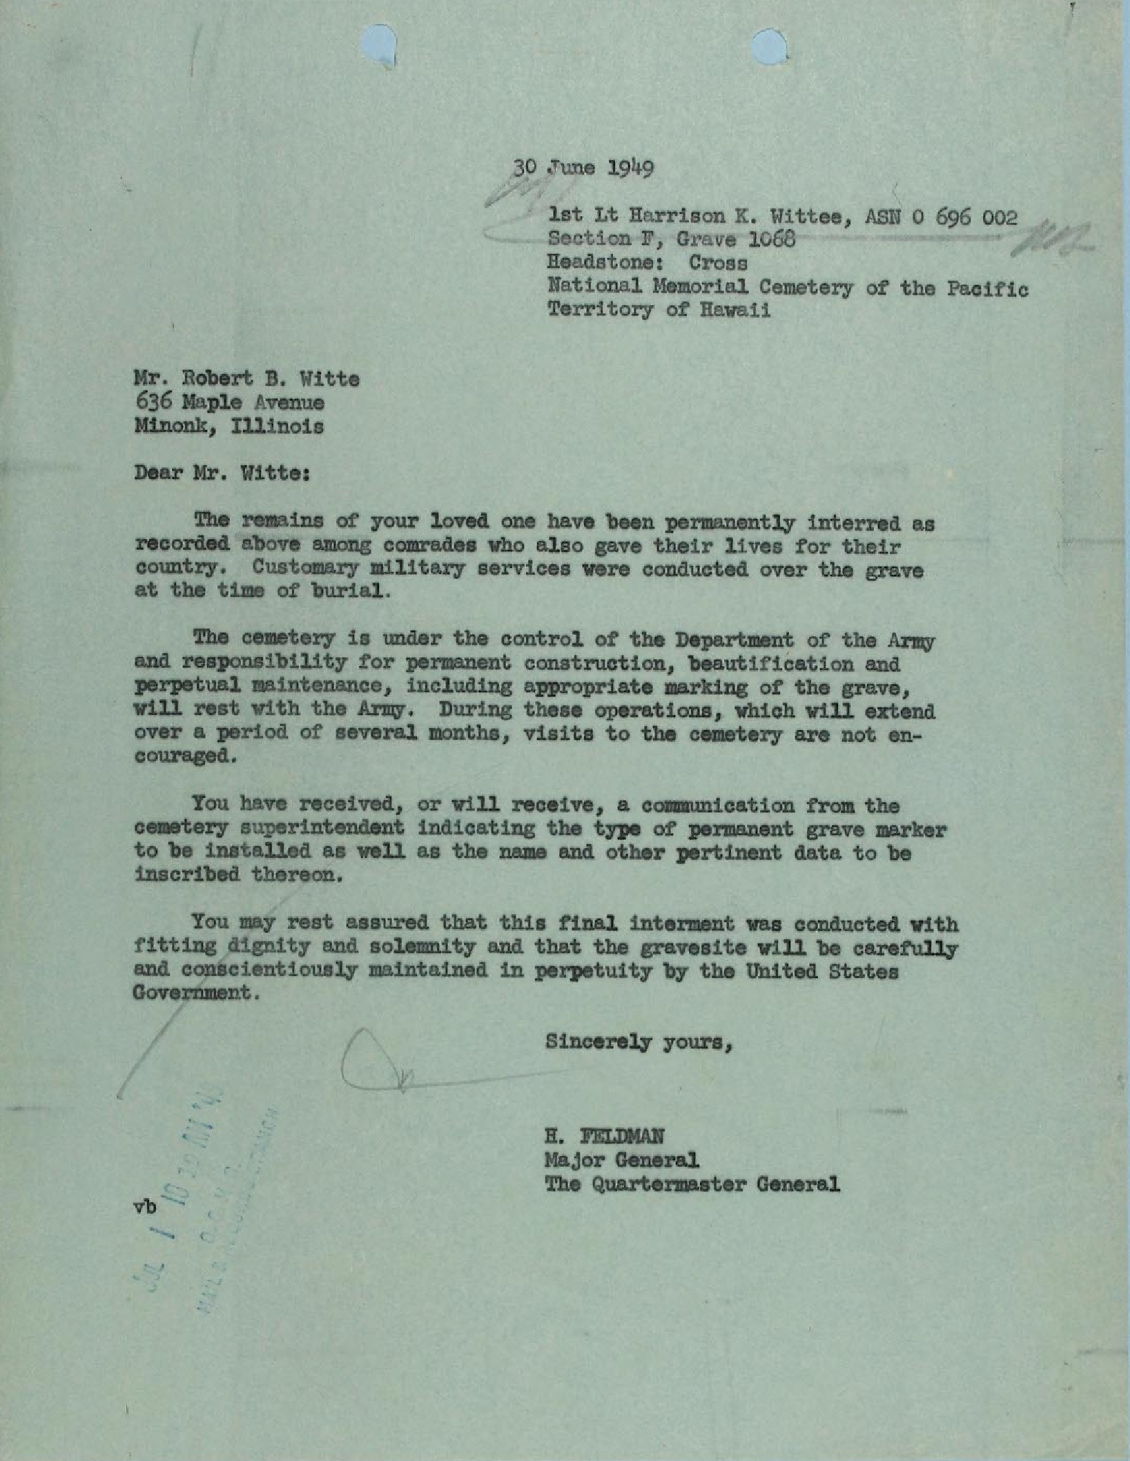 30 June 1949
1st Lt Harrison K. Wittee, ASN O 696 002
Section F, Grave 1068
Headstone: Cross
National Memorial Cemetery of the Pacific
Territory of Hawaii
Mr. Robert B. Witte
636 Maple Avenue
Minonk, Illinois
Dear Mr. Witte:
The remains of your loved one have been permanently interred as
recorded above among comrades who also gave their lives for their
country. Customary military services were conducted over the grave
at the time of burial.
The cemetery is under the control of the Department of the Army
and responsibility for permanent construction, beautification and
perpetual maintenance, including appropriate marking of the grave,
will rest with the Army. During these operations, which will extend
over a period of several months, visits to the cemetery are not en-
couraged.
You have received, or will receive, a communication from the
cemetery superintendent indicating the type of permanent grave marker
to be installed as well as the name and other pertinent data to be
inscribed thereon.
You may rest assured that this final interment was conducted with
fitting dignity and solemnity and that the gravesite will be carefully
and conscientiously maintained in perpetuity by the United States
Government.
Sincerely yours,
H. FELDMAN
Major General
The Quartermaster General
vb
JUL 1 10 19 AM